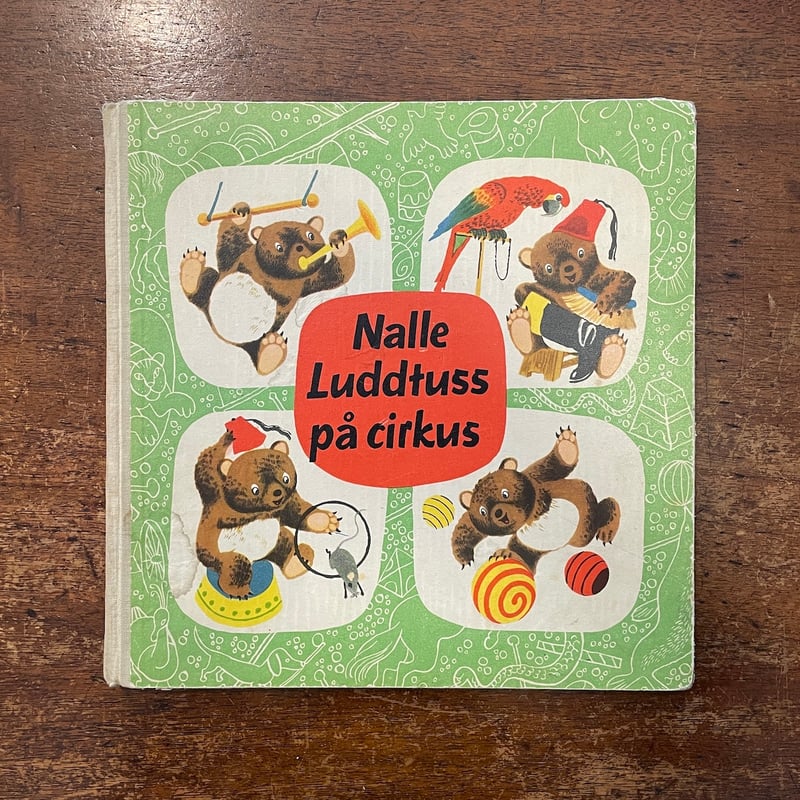 Nalle
Luddtuss
på cirkus